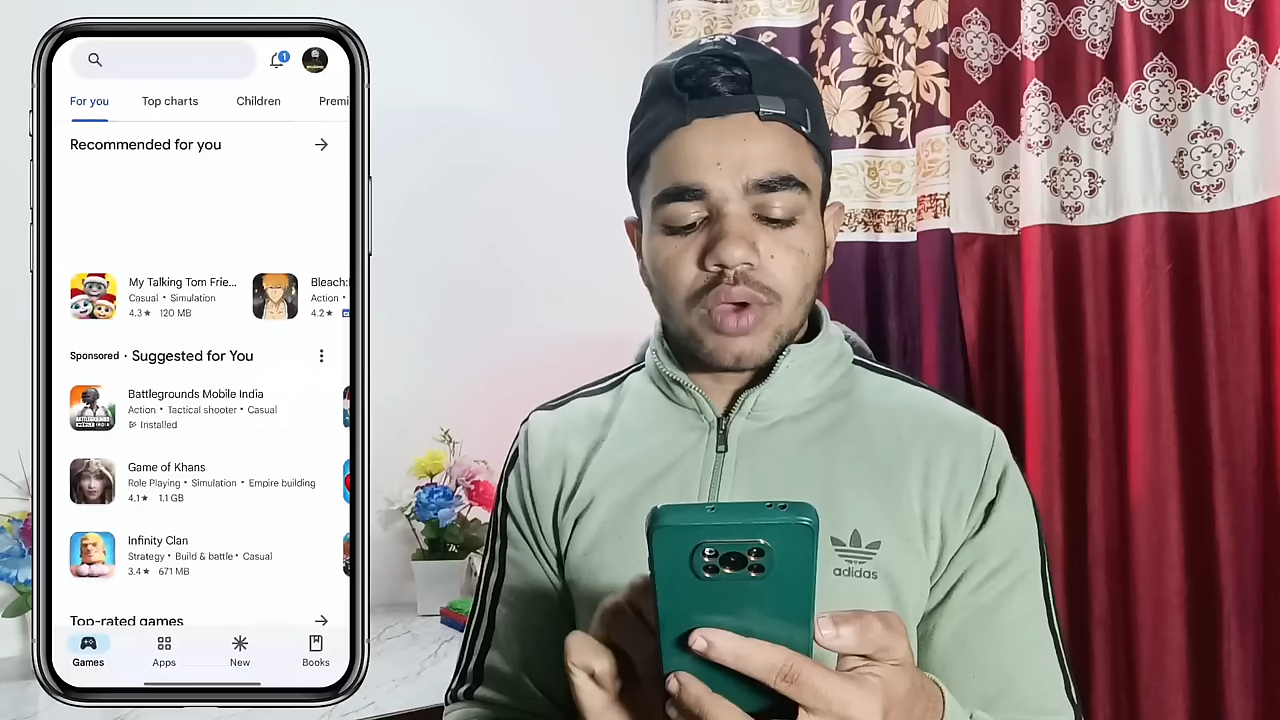 1
For you
Top charts
Children
Premi
Recommended for you
My Talking Tom Frie...
Casual • Simulation
4.3★ 120 MB
Bleach:
Action •
4.2★
Sponsored · Suggested for You
Battlegrounds Mobile India
Action • Tactical shooter • Casual
Installed
Game of Khans
Role Playing • Simulation • Empire building
4.1★ 1.1 GB
Infinity Clan
Strategy • Build & battle • Casual
3.4★ 671 MB
Top-rated games
Games
Apps
New
Books
adidas